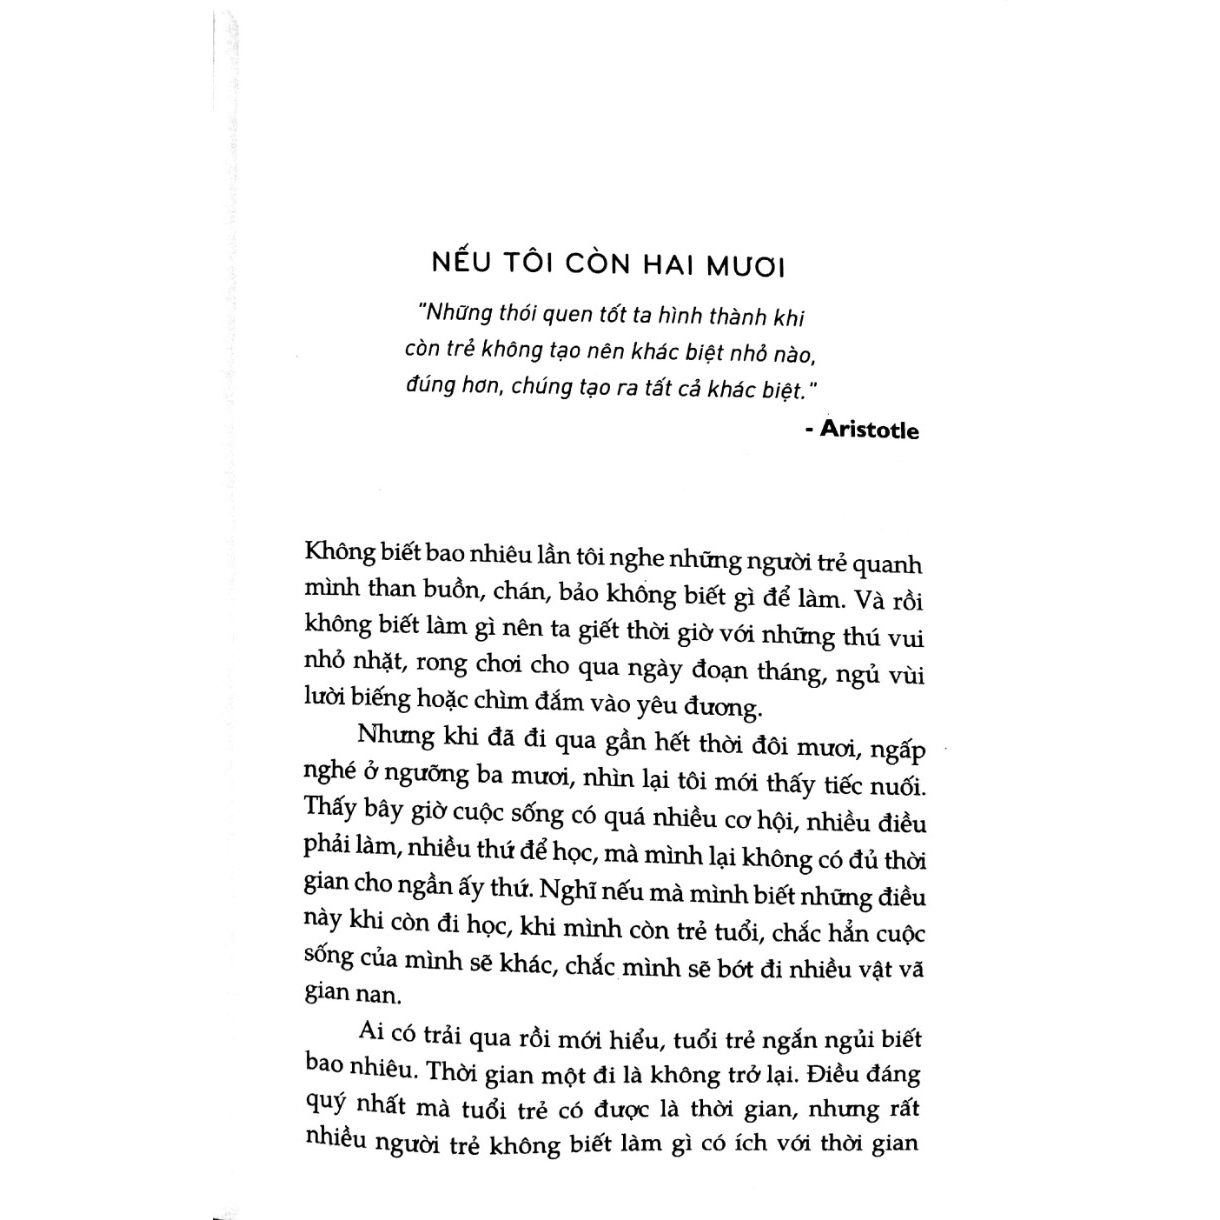 NẾU TÔI CÒN HAI MƯƠI
"Những thói quen tốt ta hình thành khi
còn trẻ không tạo nên khác biệt nhỏ nào,
đúng hơn, chúng tạo ra tất cả khác biệt."
- Aristotle
Không biết bao nhiêu lần tôi nghe những người trẻ quanh
mình than buồn, chán, bảo không biết gì để làm. Và rồi
không biết làm gì nên ta giết thời giờ với những thú vui
nhỏ nhặt, rong chơi cho qua ngày đoạn tháng, ngủ vùi
lười biếng hoặc chìm đắm vào yêu đương.
Nhưng khi đã đi qua gần hết thời đôi mươi, ngấp
nghé ở ngưỡng ba mươi, nhìn lại tôi mới thấy tiếc nuối.
Thấy bây giờ cuộc sống có quá nhiều cơ hội, nhiều điều
phải làm, nhiều thứ để học, mà mình lại không có đủ thời
gian cho ngần ấy thứ. Nghĩ nếu mà mình biết những điều
này khi còn đi học, khi mình còn trẻ tuổi, chắc hẳn cuộc
sống của mình sẽ khác, chắc mình sẽ bớt đi nhiều vật vã
gian nan.
Ai có trải qua rồi mới hiểu, tuổi trẻ ngắn ngủi biết
bao nhiêu. Thời gian một đi là không trở lại. Điều đáng
quý nhất mà tuổi trẻ có được là thời gian, nhưng rất
nhiều người trẻ không biết làm gì có ích với thời gian